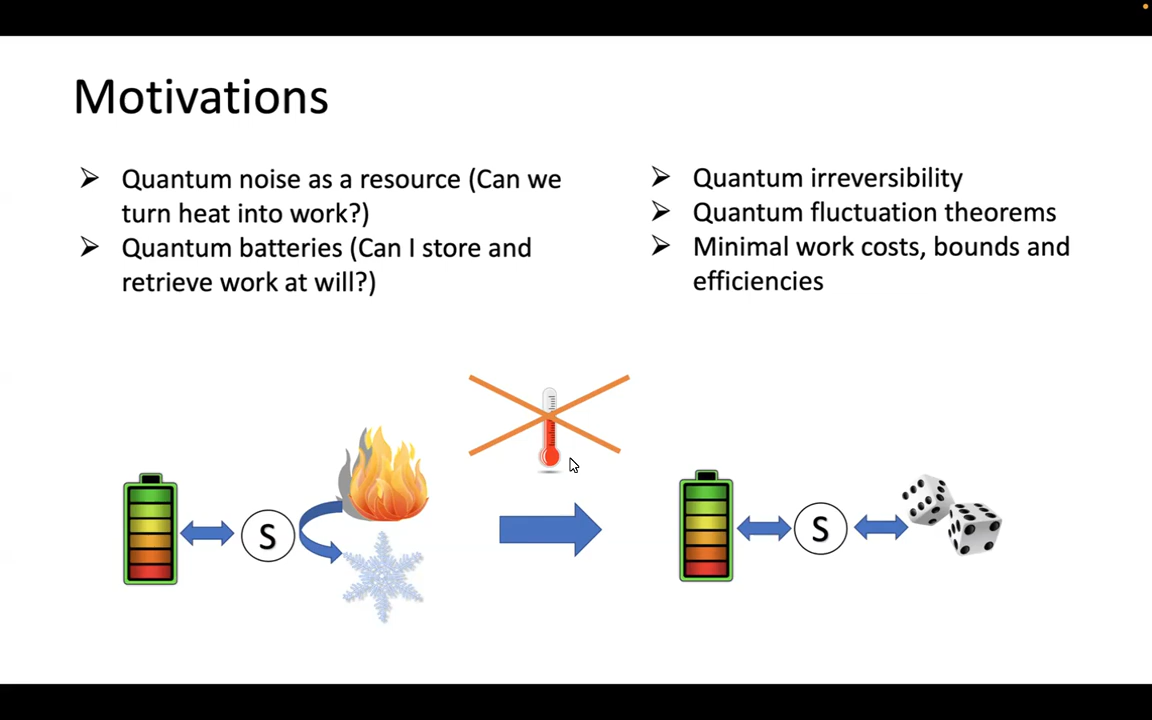 Motivations
➢ Quantum noise as a resource (Can we
turn heat into work?)
➢ Quantum batteries (Can I store and
retrieve work at will?)
➢ Quantum irreversibility
➢ Quantum fluctuation theorems
➢ Minimal work costs, bounds and
efficiencies
S
S